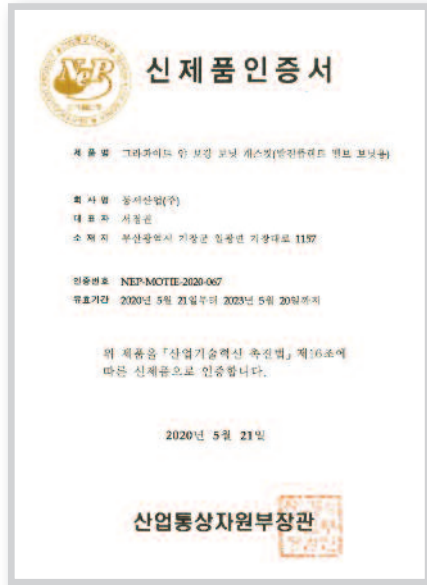 NEP
신제품인증서
제품명 그라파이트 안 보강 보닛 개스킷(발전플랜트 밸브 보닛용)
회사명 동서산업(주)
대표자
소재지 부산광역시 기장군 일광면 기장대로 1157
인증번호 NEP-MOTIE-2020-067
유효기간 2020년 5월 21일부터 2023년 5월 20일까지
위 제품을 「산업기술혁신 촉진법」 제16조에
따른 신제품으로 인증합니다.
2020년 5월 21일
산업통상자원부장관